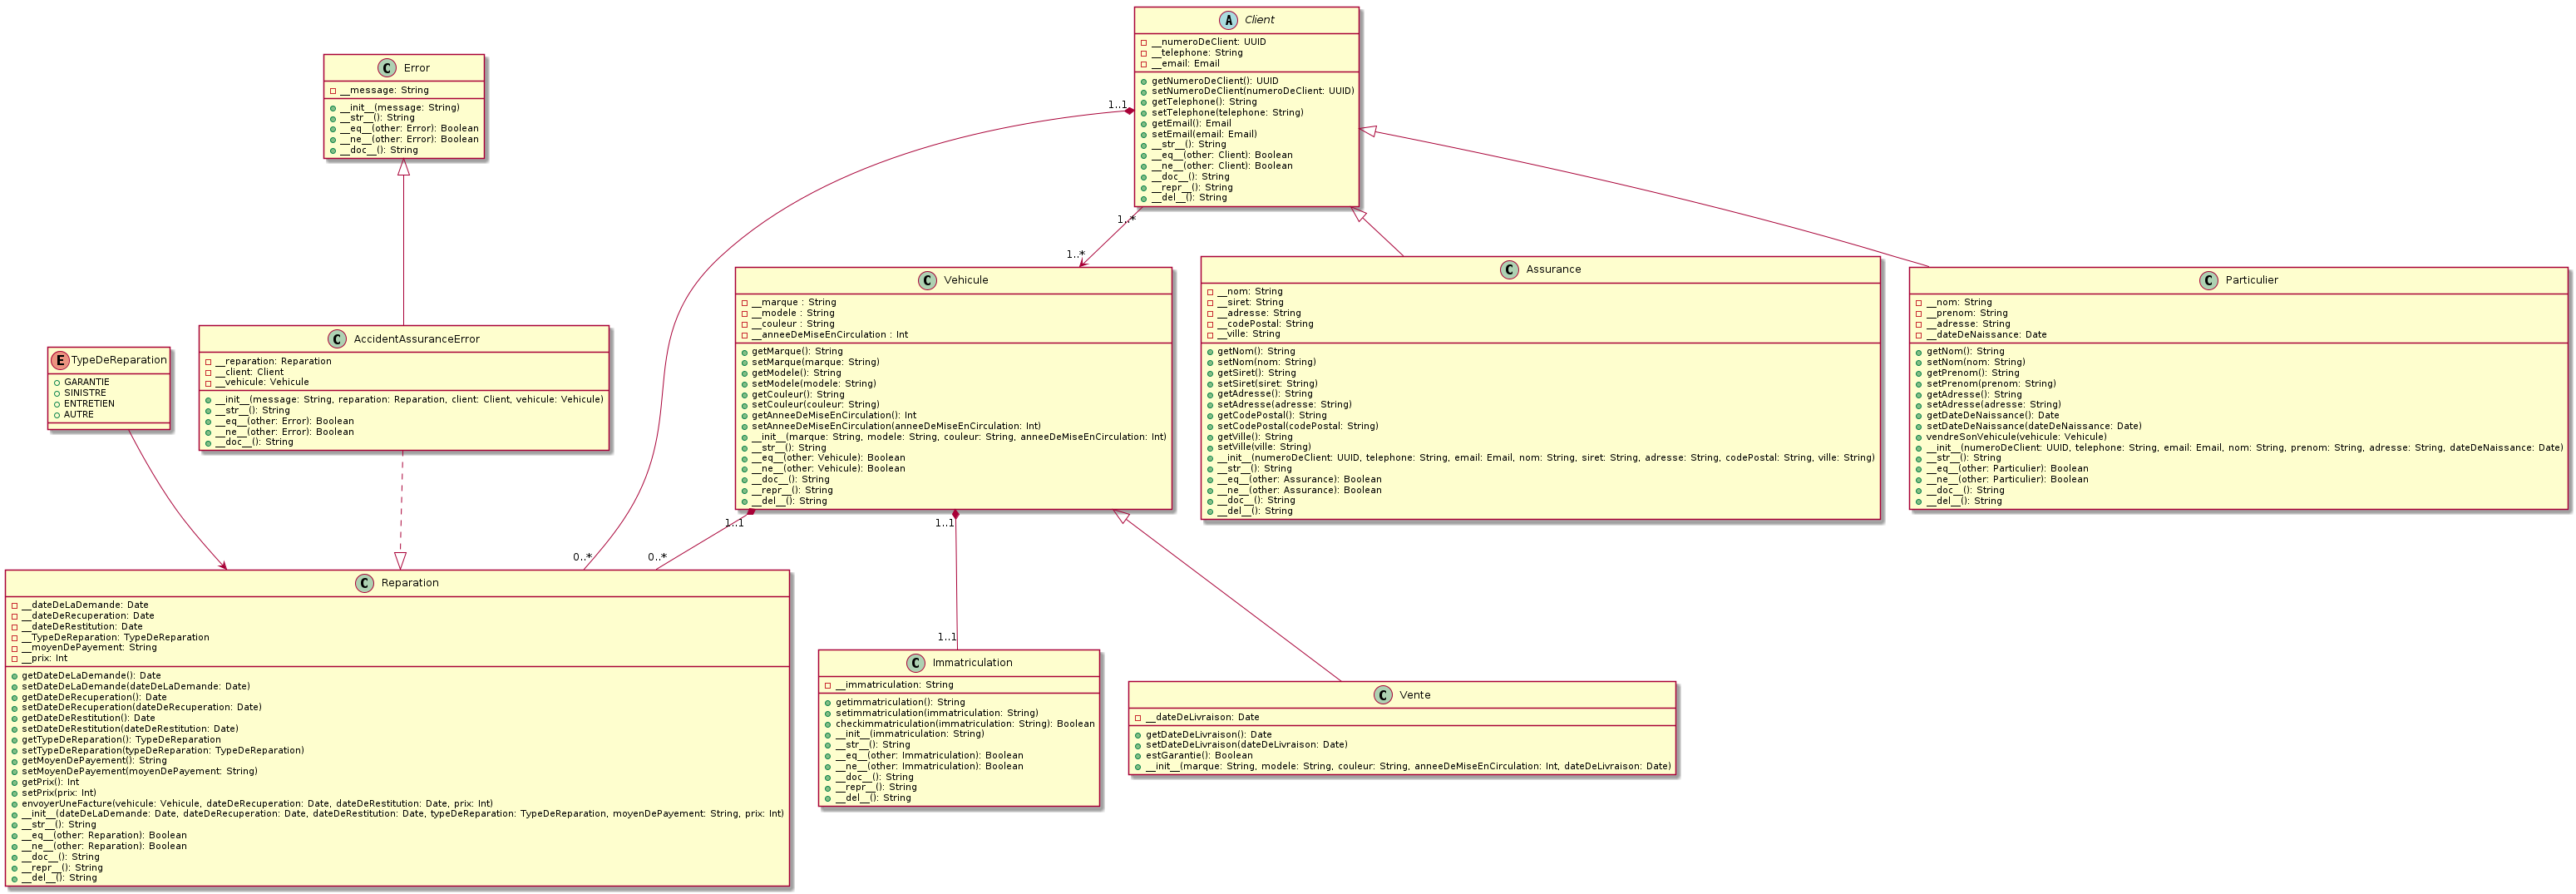 A Client
__numeroDeClient: UUID
__telephone: String
__email: Email
getNumeroDeClient(): UUID
setNumeroDeClient(numeroDeClient: UUID)
getTelephone(): String
setTelephone(telephone: String)
getEmail(): Email
setEmail(email: Email)
__str__(): String
__eq__(other: Client): Boolean
__ne__(other: Client): Boolean
__doc__(): String
__repr__(): String
__del__(): String
C Error
__message: String
__init__(message: String)
__str__(): String
__eq__(other: Error): Boolean
__ne__(other: Error): Boolean
__doc__(): String
1..1
1..*
1..*
C Vehicule
__marque : String
__modele : String
__couleur : String
__anneeDeMiseEnCirculation : Int
getMarque(): String
setMarque(marque: String)
getModele(): String
setModele(modele: String)
getCouleur(): String
setCouleur(couleur: String)
getAnneeDeMiseEnCirculation(): Int
setAnneeDeMiseEnCirculation(anneeDeMiseEnCirculation: Int)
__init__(marque: String, modele: String, couleur: String, anneeDeMiseEnCirculation: Int)
__str__(): String
__eq__(other: Vehicule): Boolean
__ne__(other: Vehicule): Boolean
__doc__(): String
__repr__(): String
__del__(): String
C Assurance
__nom: String
__siret: String
__adresse: String
__codePostal: String
__ville: String
getNom(): String
setNom(nom: String)
getSiret(): String
setSiret(siret: String)
getAdresse(): String
setAdresse(adresse: String)
getCodePostal(): String
setCodePostal(codePostal: String)
getVille(): String
setVille(ville: String)
__init__(numeroDeClient: UUID, telephone: String, email: Email, nom: String, siret: String, adresse: String, codePostal: String, ville: String)
__str__(): String
__eq__(other: Assurance): Boolean
__ne__(other: Assurance): Boolean
__doc__(): String
__del__(): String
C Particulier
__nom: String
__prenom: String
__adresse: String
__dateDeNaissance: Date
getNom(): String
setNom(nom: String)
getPrenom(): String
setPrenom(prenom: String)
getAdresse(): String
setAdresse(adresse: String)
getDateDeNaissance(): Date
setDateDeNaissance(dateDeNaissance: Date)
vendreSonVehicule(vehicule: Vehicule)
__init__(numeroDeClient: UUID, telephone: String, email: Email, nom: String, prenom: String, adresse: String, dateDeNaissance: Date)
__str__(): String
__eq__(other: Particulier): Boolean
__ne__(other: Particulier): Boolean
__doc__(): String
__del__(): String
C AccidentAssuranceError
__reparation: Reparation
__client: Client
__vehicule: Vehicule
__init__(message: String, reparation: Reparation, client: Client, vehicule: Vehicule)
__str__(): String
__eq__(other: Error): Boolean
__ne__(other: Error): Boolean
__doc__(): String
E TypeDeReparation
GARANTIE
SINISTRE
ENTRETIEN
AUTRE
1..1
1..1
0..*
0..*
1..1
C Reparation
__dateDeLaDemande: Date
__dateDeRecuperation: Date
__dateDeRestitution: Date
__TypeDeReparation: TypeDeReparation
__moyenDePayement: String
__prix: Int
getDateDeLaDemande(): Date
setDateDeLaDemande(dateDeLaDemande: Date)
getDateDeRecuperation(): Date
setDateDeRecuperation(dateDeRecuperation: Date)
getDateDeRestitution(): Date
setDateDeRestitution(dateDeRestitution: Date)
getTypeDeReparation(): TypeDeReparation
setTypeDeReparation(typeDeReparation: TypeDeReparation)
getMoyenDePayement(): String
setMoyenDePayement(moyenDePayement: String)
getPrix(): Int
setPrix(prix: Int)
envoyerUneFacture(vehicule: Vehicule, dateDeRecuperation: Date, dateDeRestitution: Date, prix: Int)
__init__(dateDeLaDemande: Date, dateDeRecuperation: Date, dateDeRestitution: Date, typeDeReparation: TypeDeReparation, moyenDePayement: String, prix: Int)
__str__(): String
__eq__(other: Reparation): Boolean
__ne__(other: Reparation): Boolean
__doc__(): String
__repr__(): String
__del__(): String
C Immatriculation
__immatriculation: String
getimmatriculation(): String
setimmatriculation(immatriculation: String)
checkimmatriculation(immatriculation: String): Boolean
__init__(immatriculation: String)
__str__(): String
__eq__(other: Immatriculation): Boolean
__ne__(other: Immatriculation): Boolean
__doc__(): String
__repr__(): String
__del__(): String
C Vente
__dateDeLivraison: Date
getDateDeLivraison(): Date
setDateDeLivraison(dateDeLivraison: Date)
estGarantie(): Boolean
__init__(marque: String, modele: String, couleur: String, anneeDeMiseEnCirculation: Int, dateDeLivraison: Date)